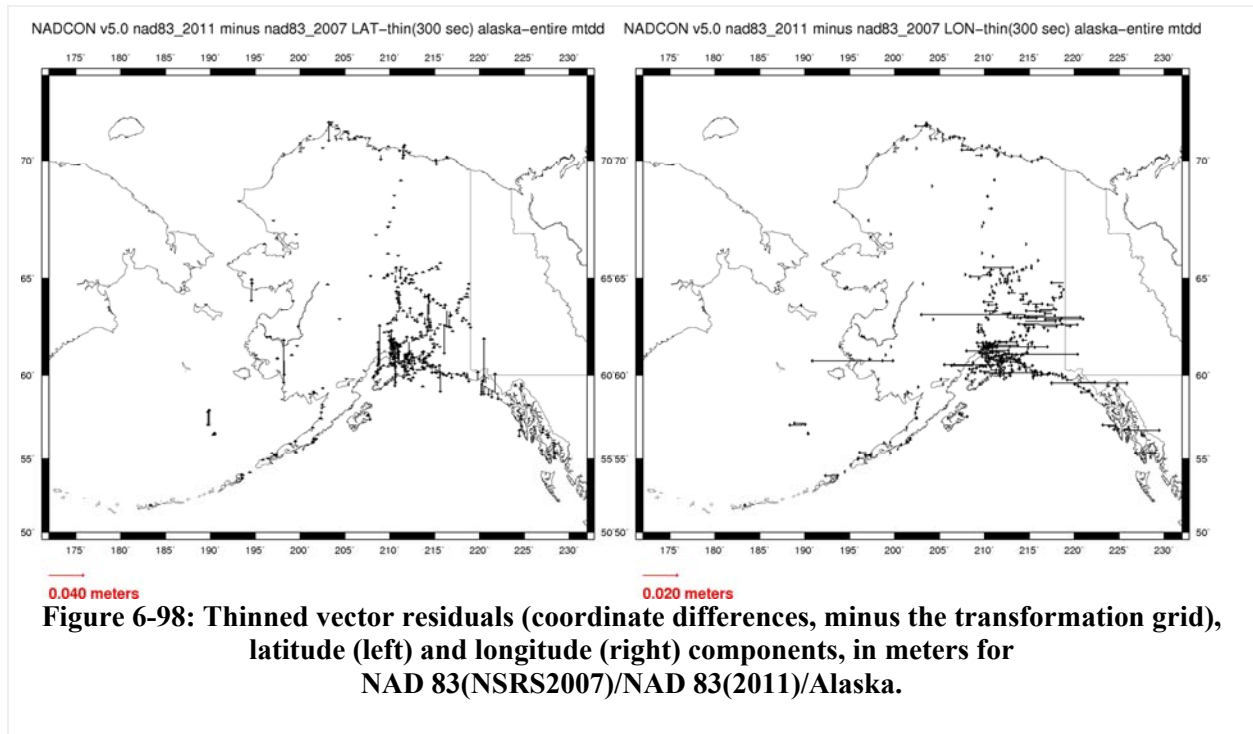 NADCON v5.0 nad83_2011 minus nad83_2007 LAT-thin(300 sec) alaska-entire mtdd
175˚ 180˚ 185˚ 190˚ 195˚ 200˚ 205˚ 210˚ 215˚ 220˚ 225˚ 230˚
70˚ 70˚
65˚ 65˚
60˚ 60˚
55˚ 55˚
50˚ 50˚
175˚ 180˚ 185˚ 190˚ 195˚ 200˚ 205˚ 210˚ 215˚ 220˚ 225˚ 230˚
0.040 meters
NADCON v5.0 nad83_2011 minus nad83_2007 LON-thin(300 sec) alaska-entire mtdd
175˚ 180˚ 185˚ 190˚ 195˚ 200˚ 205˚ 210˚ 215˚ 220˚ 225˚ 230˚
70˚ 70˚
65˚ 65˚
60˚ 60˚
55˚ 55˚
50˚ 50˚
175˚ 180˚ 185˚ 190˚ 195˚ 200˚ 205˚ 210˚ 215˚ 220˚ 225˚ 230˚
0.020 meters
Figure 6-98: Thinned vector residuals (coordinate differences, minus the transformation grid),
latitude (left) and longitude (right) components, in meters for
NAD 83(NSRS2007)/NAD 83(2011)/Alaska.